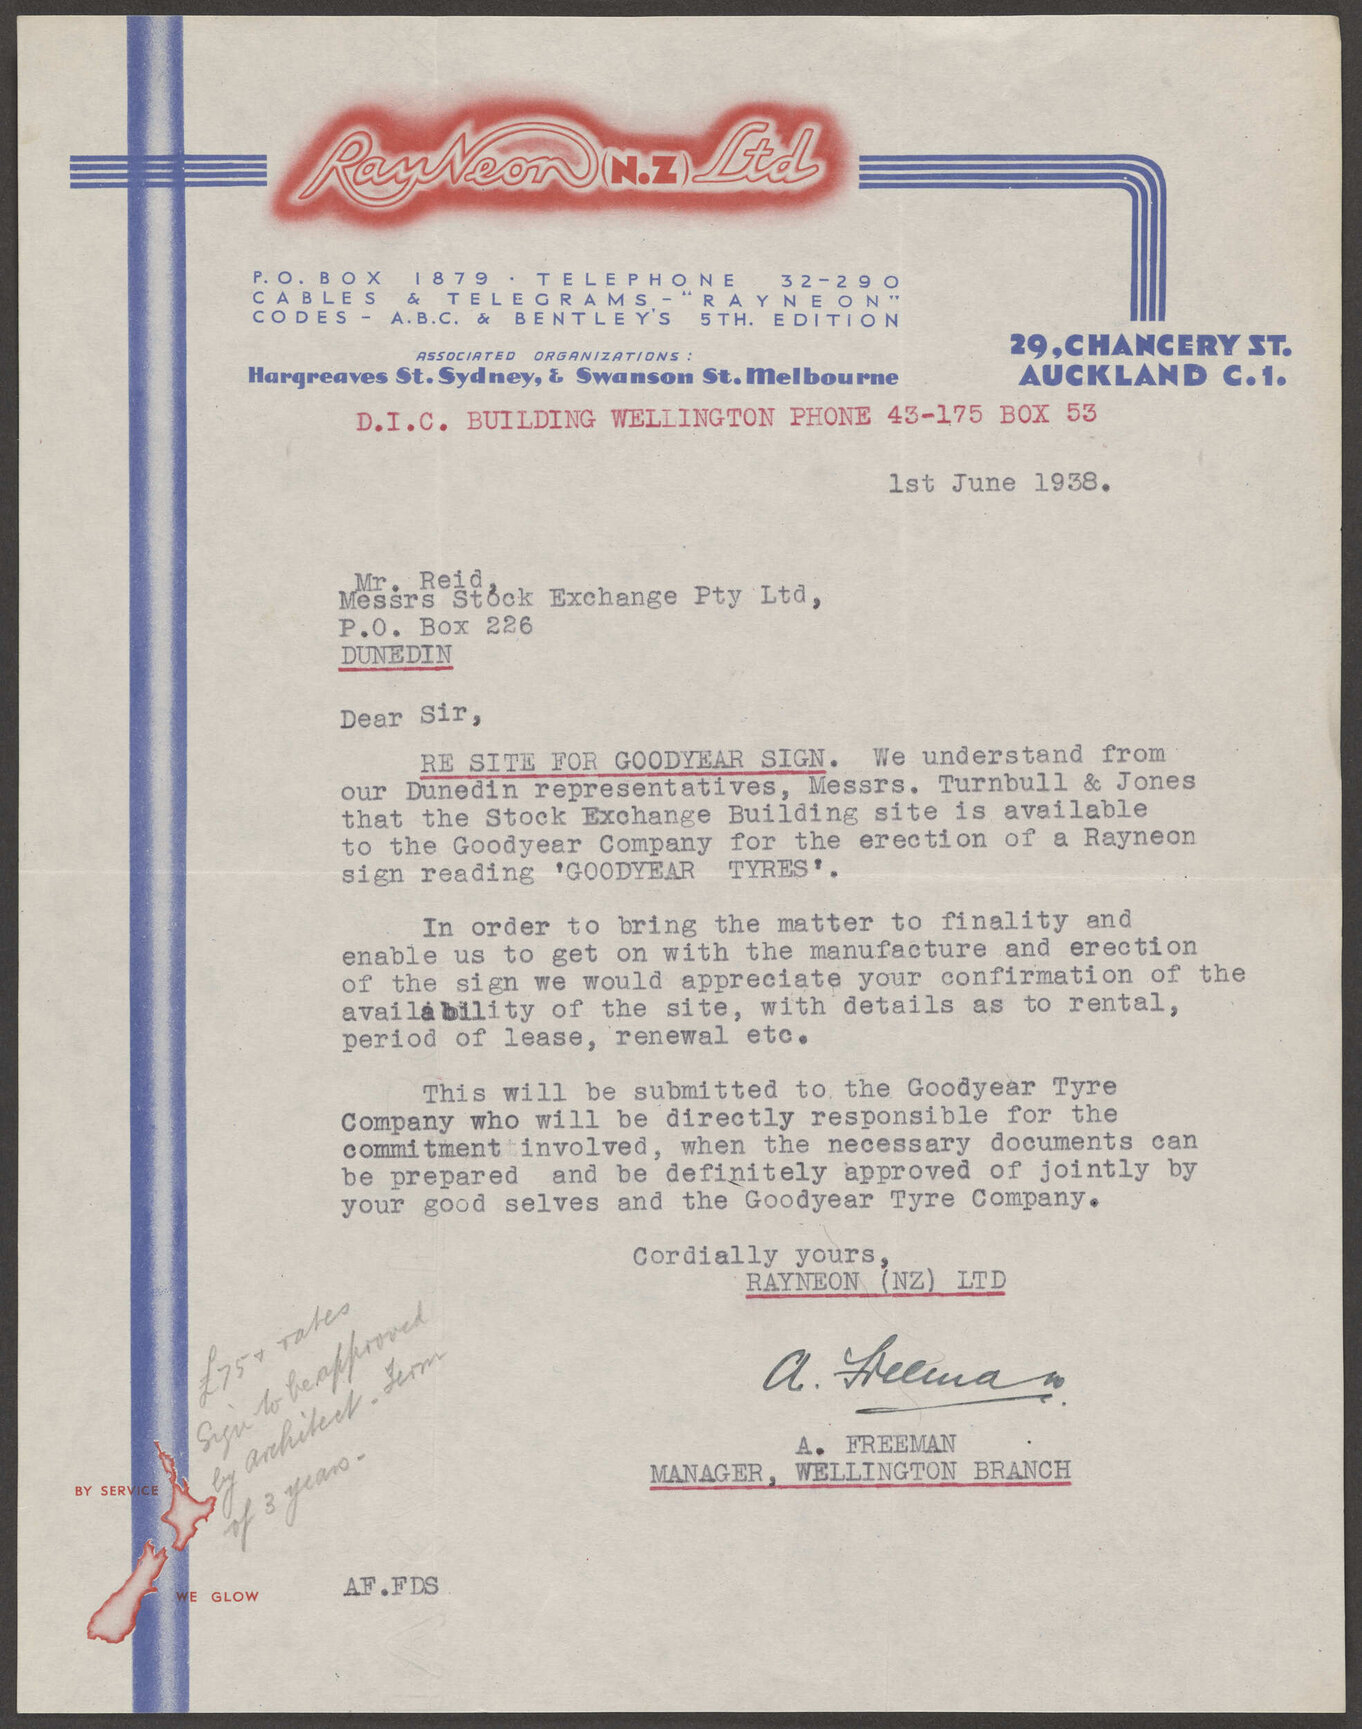 RayNeon (N.Z) Ltd
P.O. BOX 1879 · TELEPHONE 32-290
CABLES & TELEGRAMS - "RAYNEON"
CODES - A.B.C. & BENTLEY'S 5TH. EDITION
ASSOCIATED ORGANIZATIONS :
Hargreaves St. Sydney, & Swanson St. Melbourne
29, CHANCERY ST.
AUCKLAND C.1.
D.I.C. BUILDING WELLINGTON PHONE 43-175 BOX 53
1st June 1938.
Mr. Reid,
Messrs Stock Exchange Pty Ltd,
P.O. Box 226
DUNEDIN
Dear Sir,
RE SITE FOR GOODYEAR SIGN. We understand from
our Dunedin representatives, Messrs. Turnbull & Jones
that the Stock Exchange Building site is available
to the Goodyear Company for the erection of a Rayneon
sign reading 'GOODYEAR TYRES'.
In order to bring the matter to finality and
enable us to get on with the manufacture and erection
of the sign we would appreciate your confirmation of the
availability of the site, with details as to rental,
period of lease, renewal etc.
This will be submitted to the Goodyear Tyre
Company who will be directly responsible for the
commitment involved, when the necessary documents can
be prepared and be definitely approved of jointly by
your good selves and the Goodyear Tyre Company.
Cordially yours,
RAYNEON (NZ) LTD
A. Freeman
A. FREEMAN
MANAGER, WELLINGTON BRANCH
£75 + rates
Sign to be approved
by architect - Term
of 3 years -
BY SERVICE
WE GLOW
AF.FDS